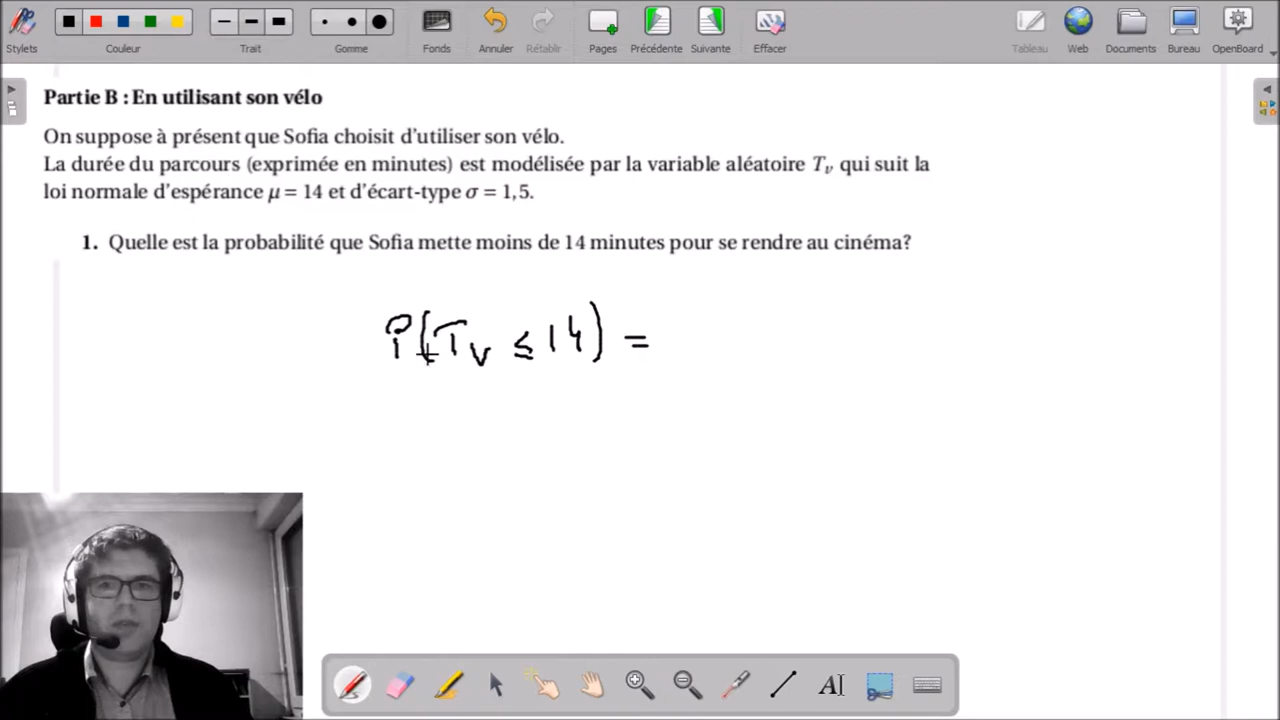 Stylets
Couleur
Trait
Gomme
Fonds
Annuler
Rétablir
Pages
Précédente
Suivante
Effacer
Tableau
Web
Documents
Bureau
OpenBoard
Partie B : En utilisant son vélo
On suppose à présent que Sofia choisit d'utiliser son vélo.
La durée du parcours (exprimée en minutes) est modélisée par la variable aléatoire Tv qui suit la
loi normale d'espérance μ = 14 et d'écart-type σ = 1,5.
1. Quelle est la probabilité que Sofia mette moins de 14 minutes pour se rendre au cinéma?
P(Tv ≤ 14) =
AI